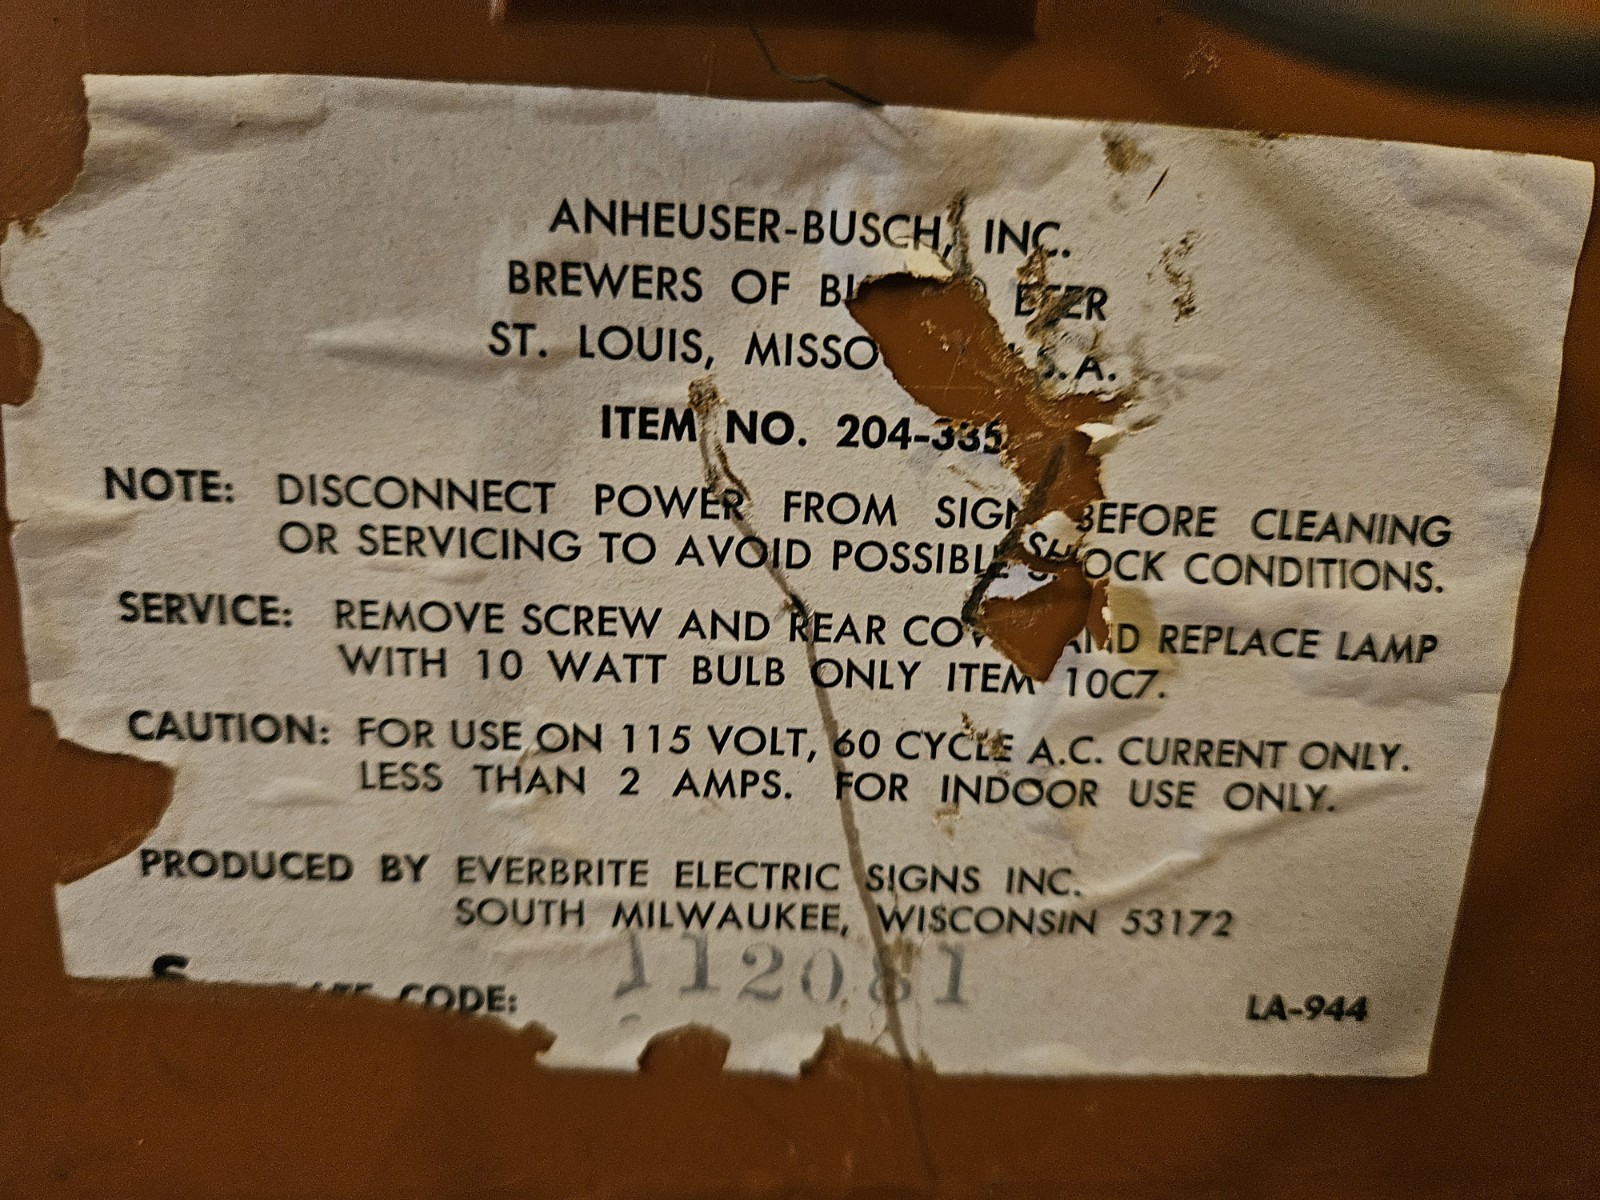 ANHEUSER-BUSCH, INC.
BREWERS OF BEER
ST. LOUIS,
ITEM NO. 204-335
NOTE: DISCONNECT POWER FROM SIGN BEFORE CLEANING
OR SERVICING TO AVOID POSSIBLE SHOCK CONDITIONS.
SERVICE: REMOVE SCREW AND REAR COVER AND REPLACE LAMP
WITH 10 WATT BULB ONLY ITEM 10C7.
CAUTION: FOR USE ON 115 VOLT, 60 CYCLE A.C. CURRENT ONLY.
LESS THAN 2 AMPS. FOR INDOOR USE ONLY.
PRODUCED BY EVERBRITE ELECTRIC SIGNS INC.
SOUTH MILWAUKEE, WISCONSIN 53172
CODE: 112081 LA-944